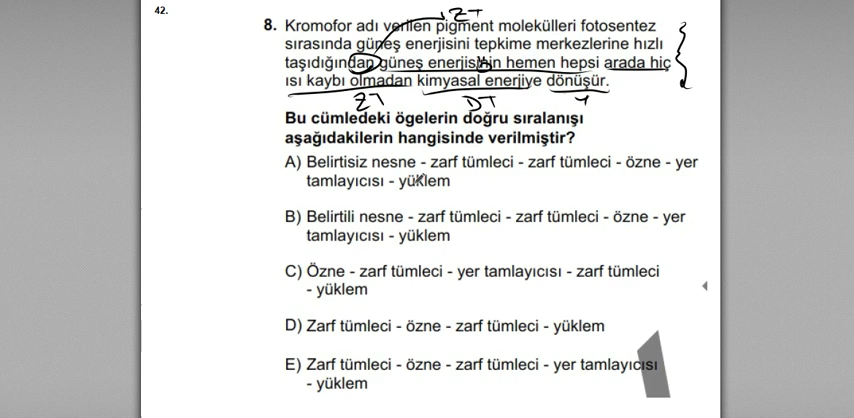 42.
ZT
8. Kromofor adı verilen pigment molekülleri fotosentez
sırasında güneş enerjisini tepkime merkezlerine hızlı
taşıdığından güneş enerjisinin hemen hepsi arada hiç
ısı kaybı olmadan kimyasal enerjiye dönüşür.
ZT DT Y
Bu cümledeki ögelerin doğru sıralanışı
aşağıdakilerin hangisinde verilmiştir?
A) Belirtisiz nesne - zarf tümleci - zarf tümleci - özne - yer
tamlayıcısı - yüklem
B) Belirtili nesne - zarf tümleci - zarf tümleci - özne - yer
tamlayıcısı - yüklem
C) Özne - zarf tümleci - yer tamlayıcısı - zarf tümleci
- yüklem
D) Zarf tümleci - özne - zarf tümleci - yüklem
E) Zarf tümleci - özne - zarf tümleci - yer tamlayıcısı
- yüklem